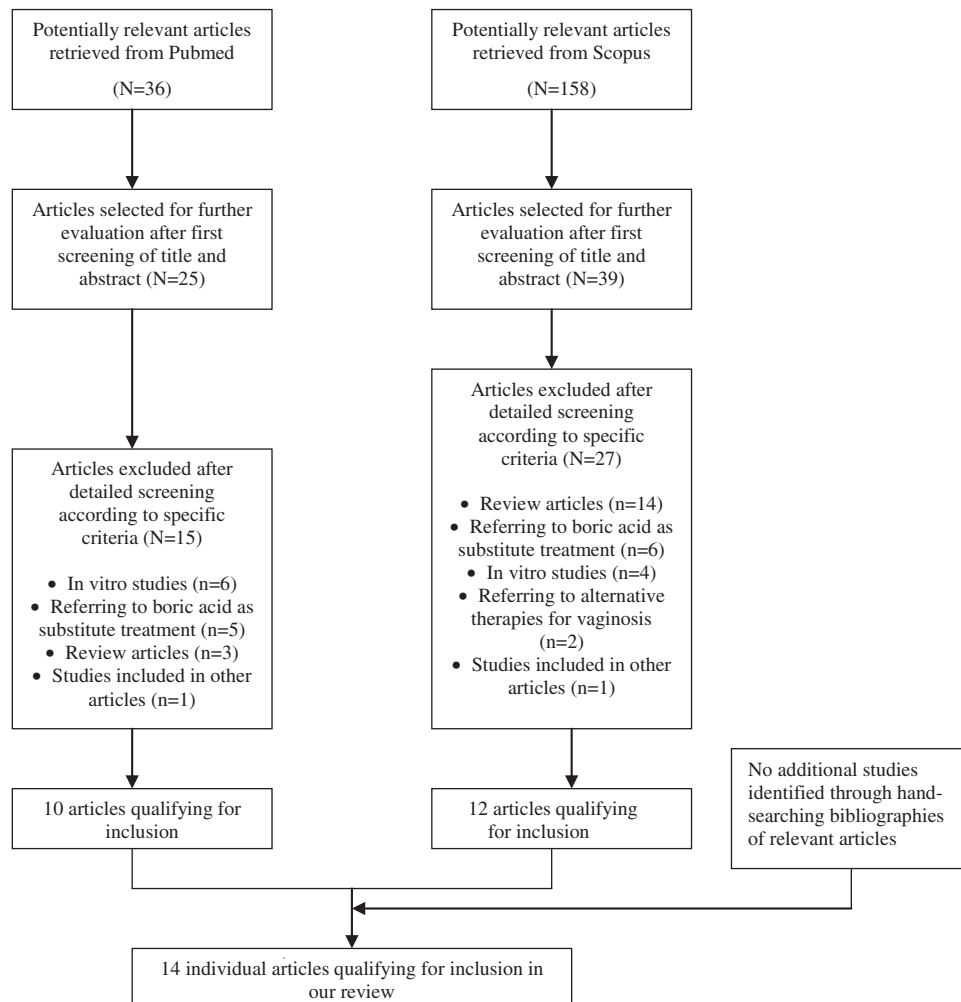 Potentially relevant articles
retrieved from Pubmed
(N=36)
Potentially relevant articles
retrieved from Scopus
(N=158)
Articles selected for further
evaluation after first
screening of title and
abstract (N=25)
Articles selected for further
evaluation after first
screening of title and
abstract (N=39)
Articles excluded after
detailed screening
according to specific
criteria (N=15)
• In vitro studies (n=6)
• Referring to boric acid as
substitute treatment (n=5)
• Review articles (n=3)
• Studies included in other
articles (n=1)
Articles excluded after
detailed screening
according to specific
criteria (N=27)
• Review articles (n=14)
• Referring to boric acid as
substitute treatment (n=6)
• In vitro studies (n=4)
• Referring to alternative
therapies for vaginosis
(n=2)
• Studies included in other
articles (n=1)
10 articles qualifying for
inclusion
12 articles qualifying
for inclusion
No additional studies
identified through hand-
searching bibliographies
of relevant articles
14 individual articles qualifying for inclusion in
our review